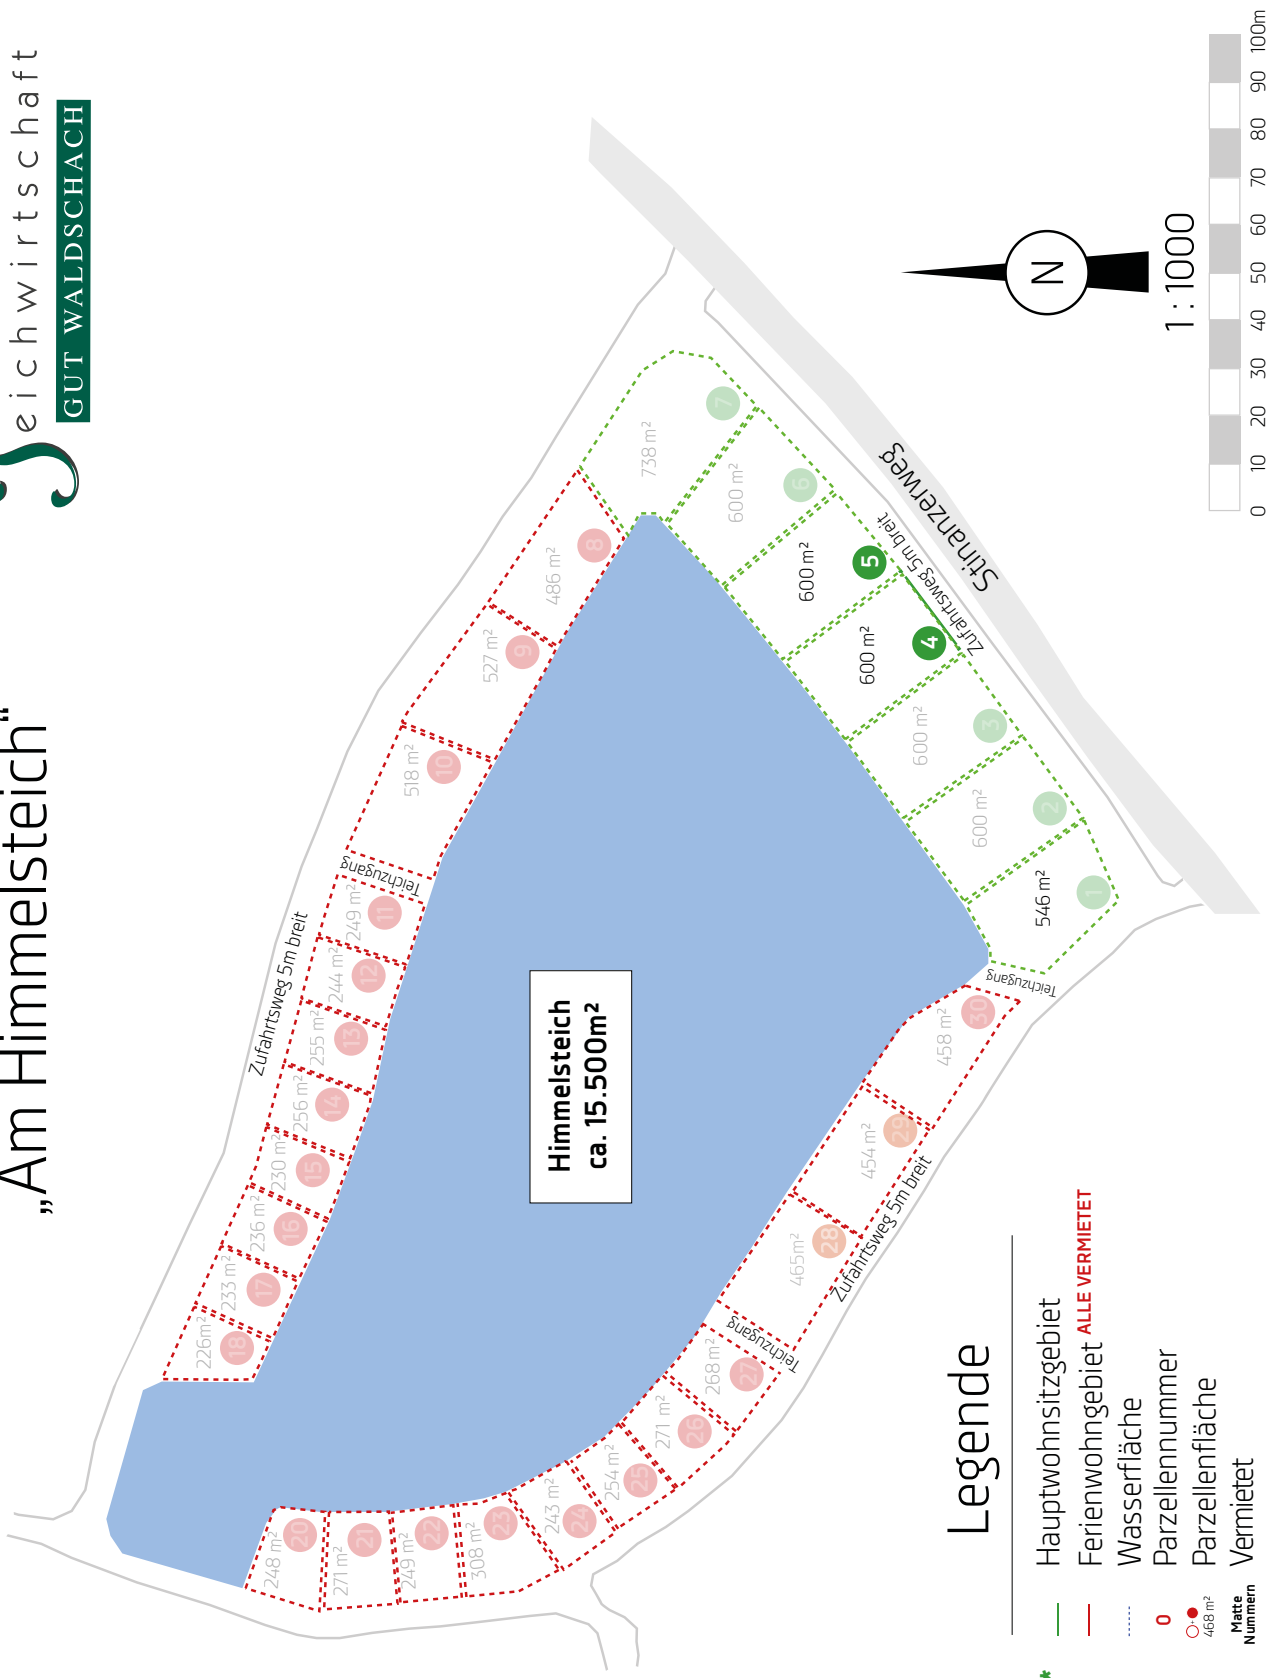 eichwirtschaft
GUT WALDSCHACH
„Am Himmelsteich“
738 m²
7
600 m²
6
600 m²
5
600 m²
4
600 m²
3
600 m²
2
546 m²
1
486 m²
8
527 m²
9
518 m²
10
Teichzugang
249 m²
11
244 m²
12
255 m²
13
256 m²
14
230 m²
15
236 m²
16
233 m²
17
226m²
18
Zufahrtsweg 5m breit
248 m²
20
271 m²
21
249 m²
22
308 m²
23
243 m²
24
254 m²
25
271 m²
26
268 m²
27
Teichzugang
465m²
28
454 m²
29
458 m²
30
Teichzugang
Zufahrtsweg 5m breit
Zufahrtsweg 5m breit
Stinanzerweg
Himmelsteich
ca. 15.500m²
N
1 : 1000
0 10 20 30 40 50 60 70 80 90 100m
Legende
Hauptwohnsitzgebiet
Ferienwohngebiet ALLE VERMIETET
Wasserfläche
0 Parzellennummer
468 m² Parzellenfläche
Matte
Nummern
Vermietet